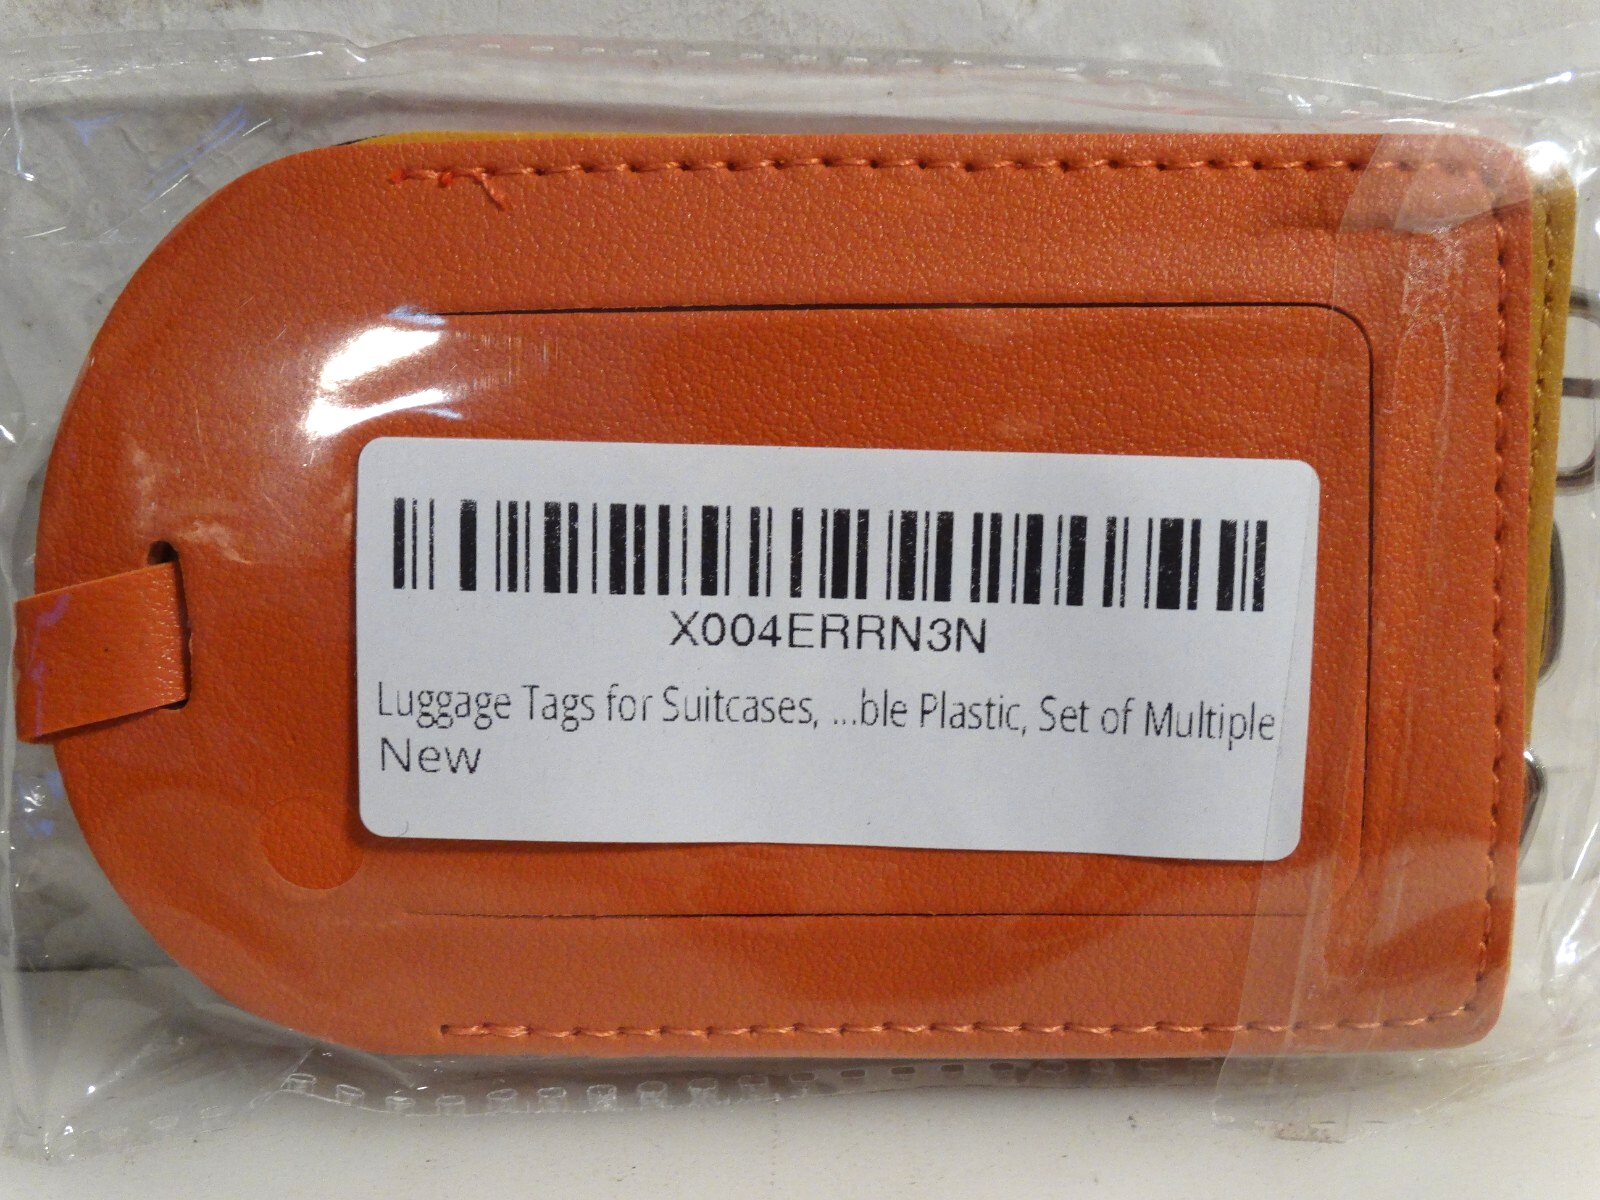 X004ERRN3N
Luggage Tags for Suitcases, ...ble Plastic, Set of Multiple
New